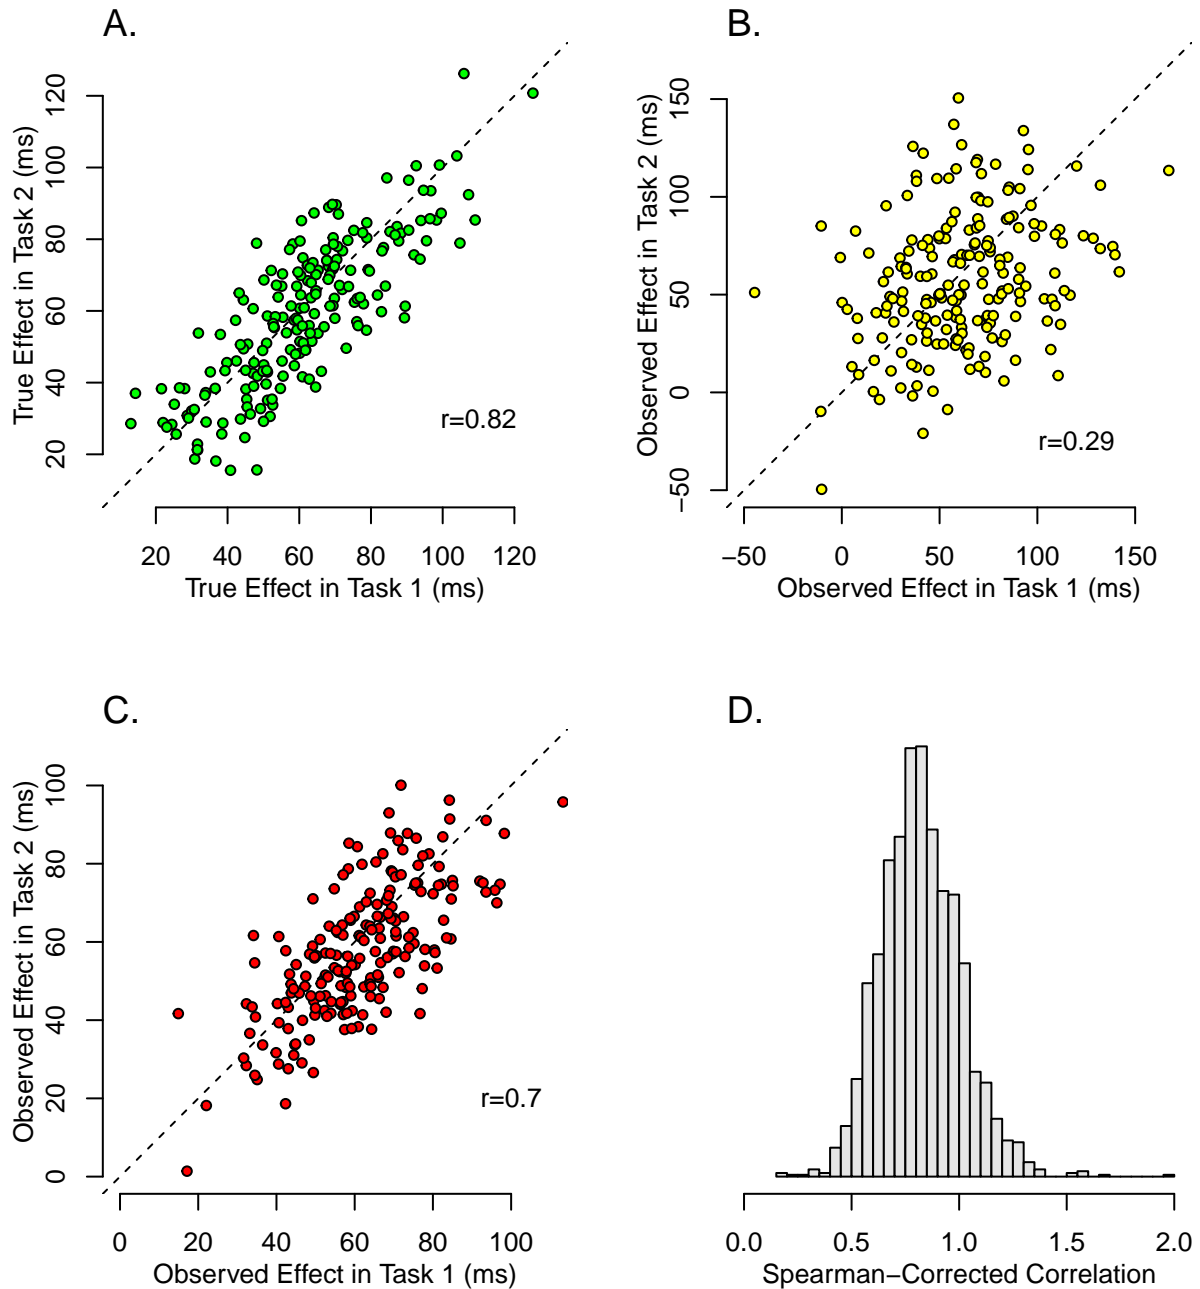 A.
True Effect in Task 2 (ms)
120
100
80
60
40
20
r=0.82
20 40 60 80 100 120
True Effect in Task 1 (ms)
B.
Observed Effect in Task 2 (ms)
150
100
50
0
−50
r=0.29
−50 0 50 100 150
Observed Effect in Task 1 (ms)
C.
Observed Effect in Task 2 (ms)
100
80
60
40
20
0
r=0.7
0 20 40 60 80 100
Observed Effect in Task 1 (ms)
D.
0.0 0.5 1.0 1.5 2.0
Spearman−Corrected Correlation